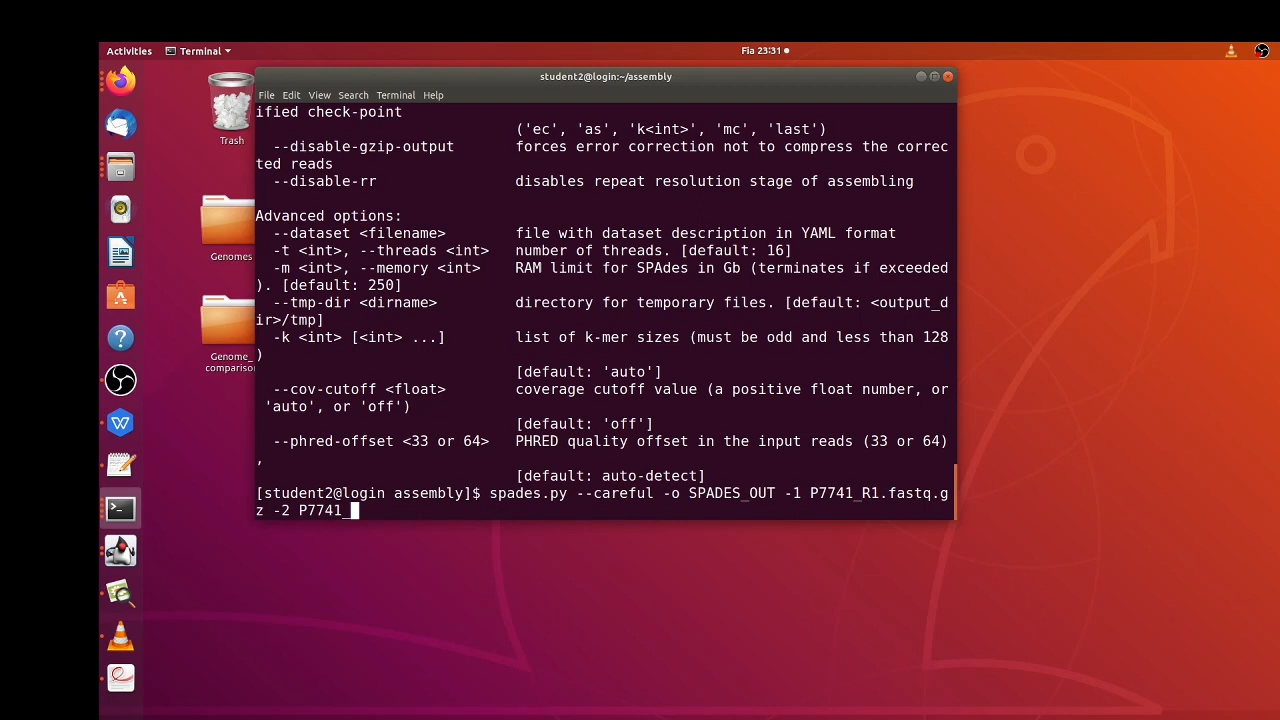 Activities
Terminal
Fia 23:31
student2@login:~/assembly
File Edit View Search Terminal Help
Trash
Genomes
Genome_
comparison
ified check-point
('ec', 'as', 'k<int>', 'mc', 'last')
--disable-gzip-output forces error correction not to compress the correc
ted reads
--disable-rr disables repeat resolution stage of assembling
Advanced options:
--dataset <filename> file with dataset description in YAML format
-t <int>, --threads <int> number of threads. [default: 16]
-m <int>, --memory <int> RAM limit for SPAdes in Gb (terminates if exceeded
). [default: 250]
--tmp-dir <dirname> directory for temporary files. [default: <output_d
ir>/tmp]
-k <int> [<int> ...] list of k-mer sizes (must be odd and less than 128
)
[default: 'auto']
--cov-cutoff <float> coverage cutoff value (a positive float number, or
'auto', or 'off')
[default: 'off']
--phred-offset <33 or 64> PHRED quality offset in the input reads (33 or 64)
,
[default: auto-detect]
[student2@login assembly]$ spades.py --careful -o SPADES_OUT -1 P7741_R1.fastq.g
z -2 P7741_